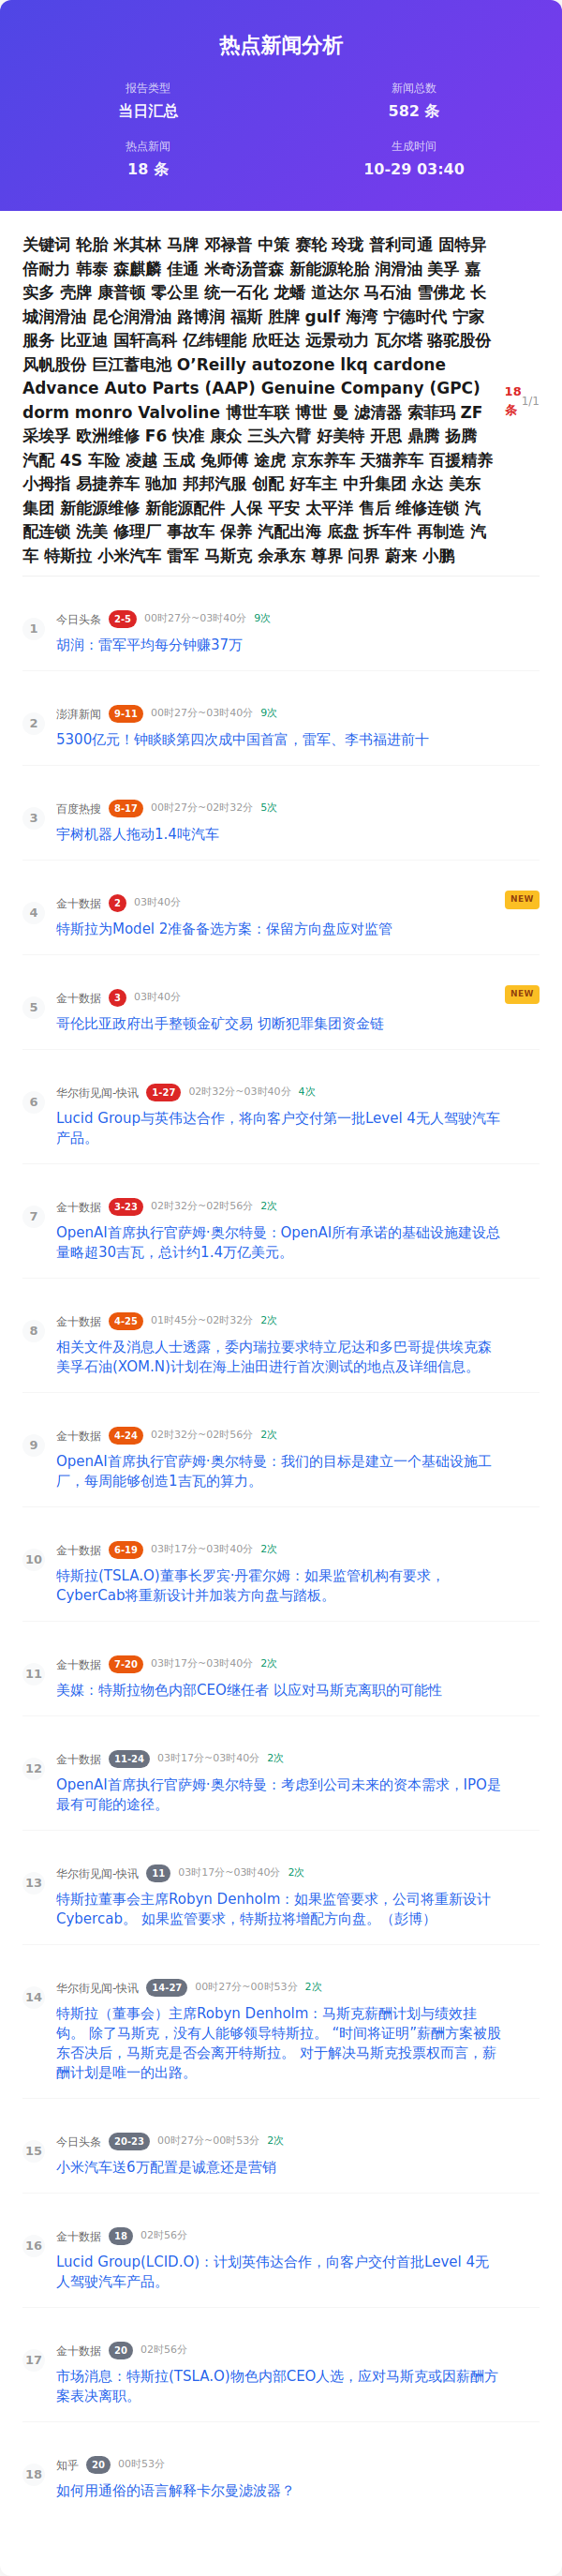 热点新闻分析
报告类型
当日汇总
新闻总数
582 条
热点新闻
18 条
生成时间
10-29 03:40
关键词 轮胎 米其林 马牌 邓禄普 中策 赛轮 玲珑 普利司通 固特异
倍耐力 韩泰 森麒麟 佳通 米奇汤普森 新能源轮胎 润滑油 美孚 嘉
实多 壳牌 康普顿 零公里 统一石化 龙蟠 道达尔 马石油 雪佛龙 长
城润滑油 昆仑润滑油 路博润 福斯 胜牌 gulf 海湾 宁德时代 宁家
服务 比亚迪 国轩高科 亿纬锂能 欣旺达 远景动力 瓦尔塔 骆驼股份
风帆股份 巨江蓄电池 O’Reilly autozone lkq cardone
Advance Auto Parts (AAP) Genuine Company (GPC)
dorm monro Valvoline 博世车联 博世 曼 滤清器 索菲玛 ZF
采埃孚 欧洲维修 F6 快准 康众 三头六臂 好美特 开思 鼎腾 扬腾
汽配 4S 车险 凌越 玉成 兔师傅 途虎 京东养车 天猫养车 百援精养
小拇指 易捷养车 驰加 邦邦汽服 创配 好车主 中升集团 永达 美东
集团 新能源维修 新能源配件 人保 平安 太平洋 售后 维修连锁 汽
配连锁 洗美 修理厂 事故车 保养 汽配出海 底盘 拆车件 再制造 汽
车 特斯拉 小米汽车 雷军 马斯克 余承东 尊界 问界 蔚来 小鹏
18
条
1/1
1
今日头条 2-5 00时27分~03时40分 9次
胡润：雷军平均每分钟赚37万
2
澎湃新闻 9-11 00时27分~03时40分 9次
5300亿元！钟睒睒第四次成中国首富，雷军、李书福进前十
3
百度热搜 8-17 00时27分~02时32分 5次
宇树机器人拖动1.4吨汽车
4
金十数据 2 03时40分
NEW
特斯拉为Model 2准备备选方案：保留方向盘应对监管
5
金十数据 3 03时40分
NEW
哥伦比亚政府出手整顿金矿交易 切断犯罪集团资金链
6
华尔街见闻-快讯 1-27 02时32分~03时40分 4次
Lucid Group与英伟达合作，将向客户交付第一批Level 4无人驾驶汽车
产品。
7
金十数据 3-23 02时32分~02时56分 2次
OpenAI首席执行官萨姆·奥尔特曼：OpenAI所有承诺的基础设施建设总
量略超30吉瓦，总计约1.4万亿美元。
8
金十数据 4-25 01时45分~02时32分 2次
相关文件及消息人士透露，委内瑞拉要求特立尼达和多巴哥提供埃克森
美孚石油(XOM.N)计划在海上油田进行首次测试的地点及详细信息。
9
金十数据 4-24 02时32分~02时56分 2次
OpenAI首席执行官萨姆·奥尔特曼：我们的目标是建立一个基础设施工
厂，每周能够创造1吉瓦的算力。
10
金十数据 6-19 03时17分~03时40分 2次
特斯拉(TSLA.O)董事长罗宾·丹霍尔姆：如果监管机构有要求，
CyberCab将重新设计并加装方向盘与踏板。
11
金十数据 7-20 03时17分~03时40分 2次
美媒：特斯拉物色内部CEO继任者 以应对马斯克离职的可能性
12
金十数据 11-24 03时17分~03时40分 2次
OpenAI首席执行官萨姆·奥尔特曼：考虑到公司未来的资本需求，IPO是
最有可能的途径。
13
华尔街见闻-快讯 11 03时17分~03时40分 2次
特斯拉董事会主席Robyn Denholm：如果监管要求，公司将重新设计
Cybercab。 如果监管要求，特斯拉将增配方向盘。（彭博）
14
华尔街见闻-快讯 14-27 00时27分~00时53分 2次
特斯拉（董事会）主席Robyn Denholm：马斯克薪酬计划与绩效挂
钩。 除了马斯克，没有人能够领导特斯拉。 “时间将证明”薪酬方案被股
东否决后，马斯克是否会离开特斯拉。 对于解决马斯克投票权而言，薪
酬计划是唯一的出路。
15
今日头条 20-23 00时27分~00时53分 2次
小米汽车送6万配置是诚意还是营销
16
金十数据 18 02时56分
Lucid Group(LCID.O)：计划英伟达合作，向客户交付首批Level 4无
人驾驶汽车产品。
17
金十数据 20 02时56分
市场消息：特斯拉(TSLA.O)物色内部CEO人选，应对马斯克或因薪酬方
案表决离职。
18
知乎 20 00时53分
如何用通俗的语言解释卡尔曼滤波器？